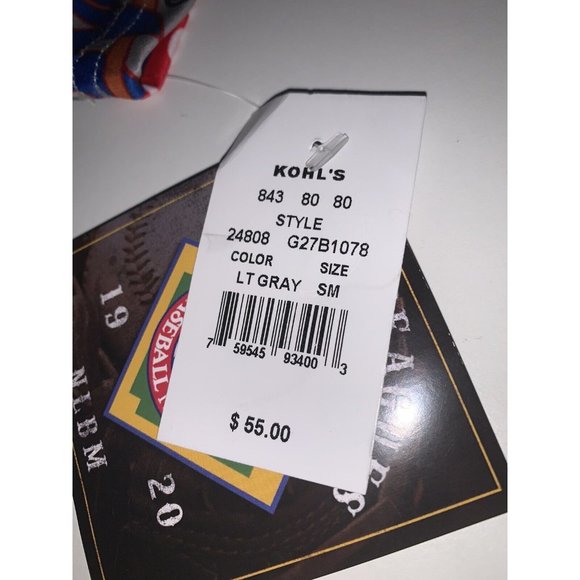 KOHL'S
843 80 80
STYLE
24808 G27B1078
COLOR SIZE
LT GRAY SM
7 59545 93400 3
$ 55.00
19
20
NLBM